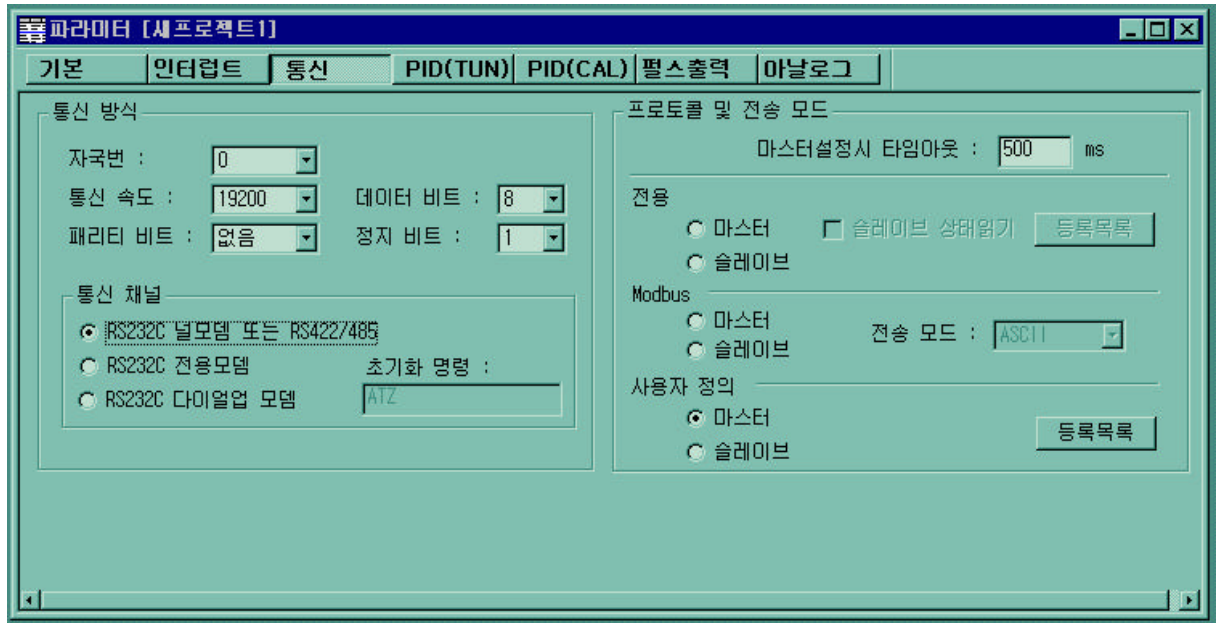 파라미터 [새프로젝트1]
기본 인터럽트 통신 PID(TUN) PID(CAL) 펄스출력 아날로그
통신 방식
자국번 : 0
통신 속도 : 19200 데이터 비트 : 8
패리티 비트 : 없음 정지 비트 : 1
통신 채널
RS232C 널모뎀 또는 RS422/485
RS232C 전용모뎀 초기화 명령 :
RS232C 다이얼업 모뎀 ATZ
프로토콜 및 전송 모드
마스터설정시 타임아웃 : 500 ms
전용
마스터 슬레이브 상태읽기 등록목록
슬레이브
Modbus
마스터
슬레이브 전송 모드 : ASCII
사용자 정의
마스터
슬레이브 등록목록